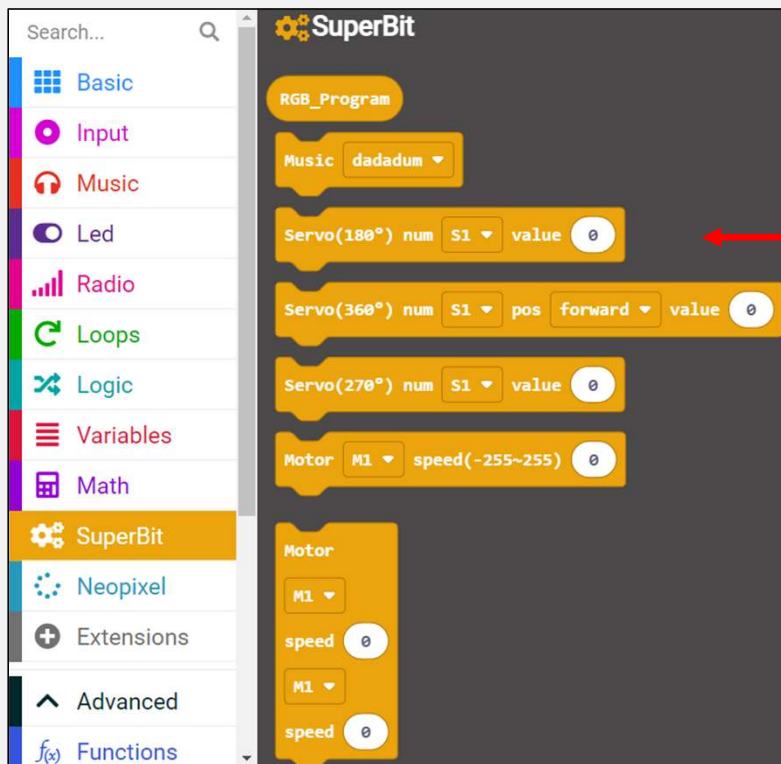 Search...
Basic
Input
Music
Led
Radio
Loops
Logic
Variables
Math
SuperBit
Neopixel
Extensions
Advanced
f(x) Functions
SuperBit
RGB_Program
Music dadadum
Servo(180°) num S1 value 0
Servo(360°) num S1 pos forward value 0
Servo(270°) num S1 value 0
Motor M1 speed(-255~255) 0
Motor
M1
speed 0
M1
speed 0